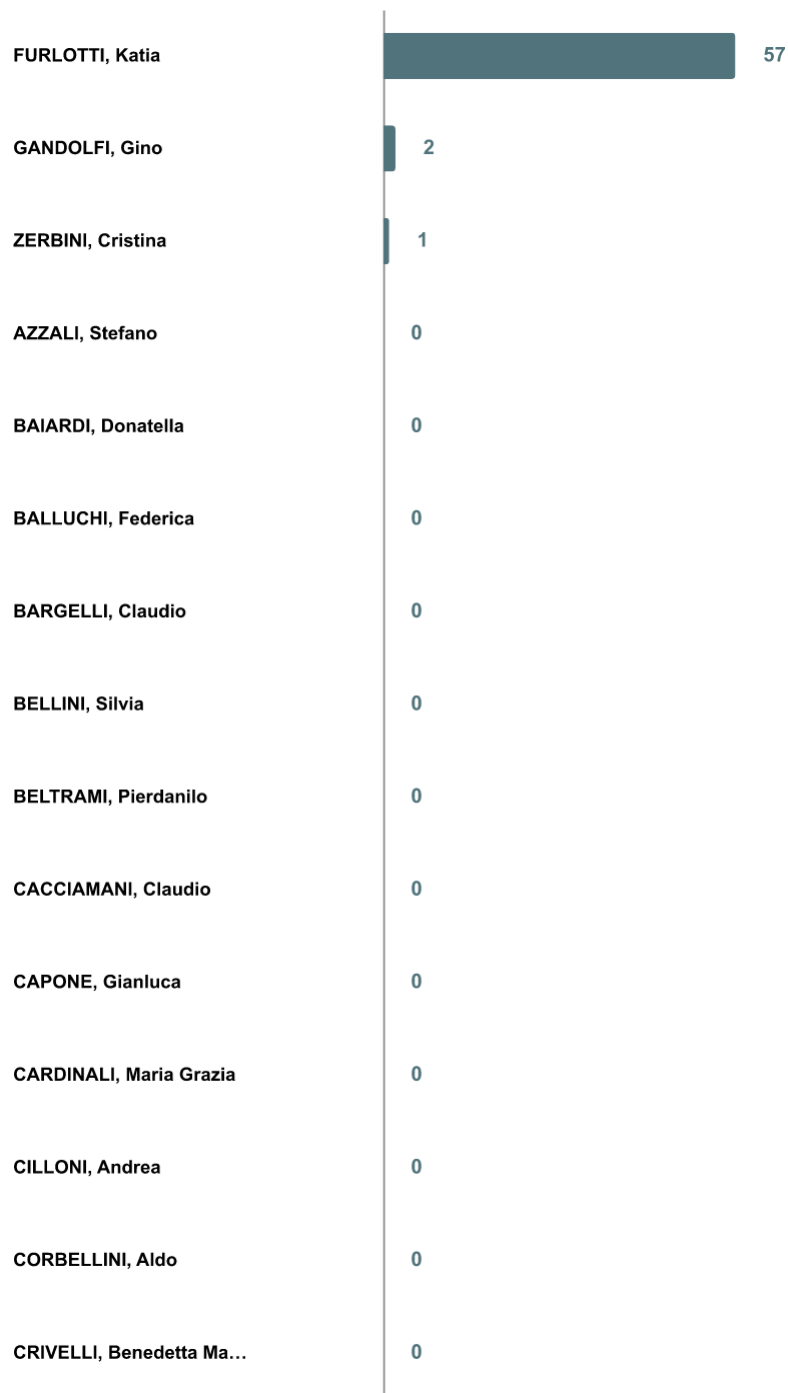 FURLOTTI, Katia 57
GANDOLFI, Gino 2
ZERBINI, Cristina 1
AZZALI, Stefano 0
BAIARDI, Donatella 0
BALLUCHI, Federica 0
BARGELLI, Claudio 0
BELLINI, Silvia 0
BELTRAMI, Pierdanilo 0
CACCIAMANI, Claudio 0
CAPONE, Gianluca 0
CARDINALI, Maria Grazia 0
CILLONI, Andrea 0
CORBELLINI, Aldo 0
CRIVELLI, Benedetta Ma… 0